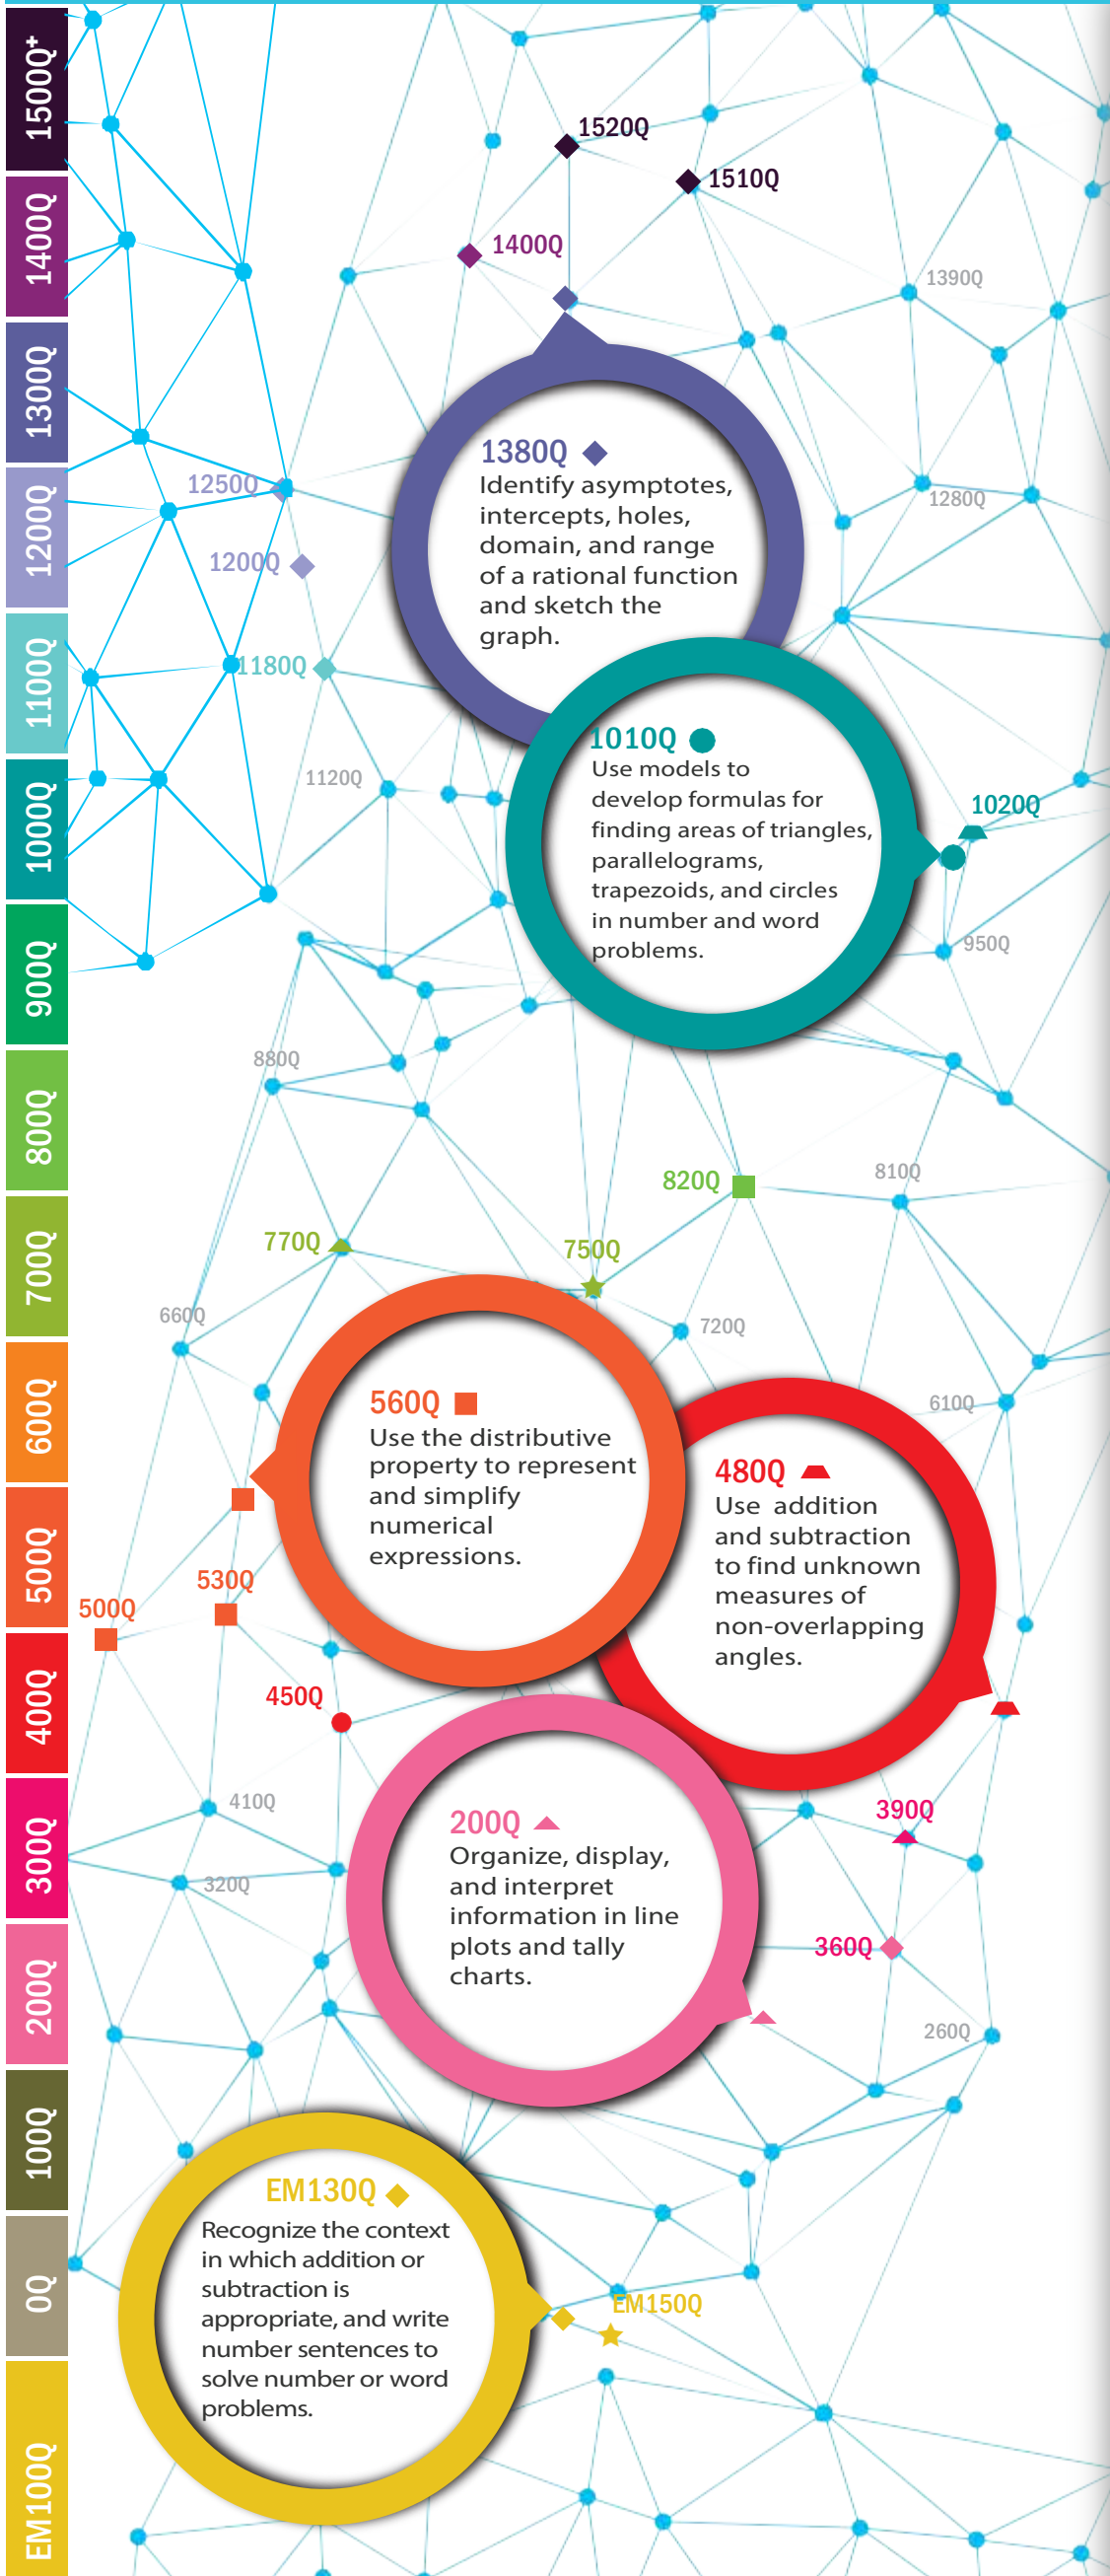 1500Q+
1400Q
1300Q
1200Q
1100Q
1000Q
900Q
800Q
700Q
600Q
500Q
400Q
300Q
200Q
100Q
0Q
EM100Q
1520Q
1510Q
1400Q
1390Q
1380Q
Identify asymptotes,
intercepts, holes,
domain, and range
of a rational function
and sketch the
graph.
1250Q
1280Q
1200Q
1180Q
1120Q
1010Q
Use models to
develop formulas for
finding areas of triangles,
parallelograms,
trapezoids, and circles
in number and word
problems.
1020Q
950Q
880Q
820Q
810Q
770Q
750Q
660Q
720Q
560Q
Use the distributive
property to represent
and simplify
numerical
expressions.
610Q
480Q
Use addition
and subtraction
to find unknown
measures of
non-overlapping
angles.
530Q
500Q
450Q
410Q
390Q
200Q
Organize, display,
and interpret
information in line
plots and tally
charts.
320Q
360Q
260Q
EM130Q
Recognize the context
in which addition or
subtraction is
appropriate, and write
number sentences to
solve number or word
problems.
EM150Q